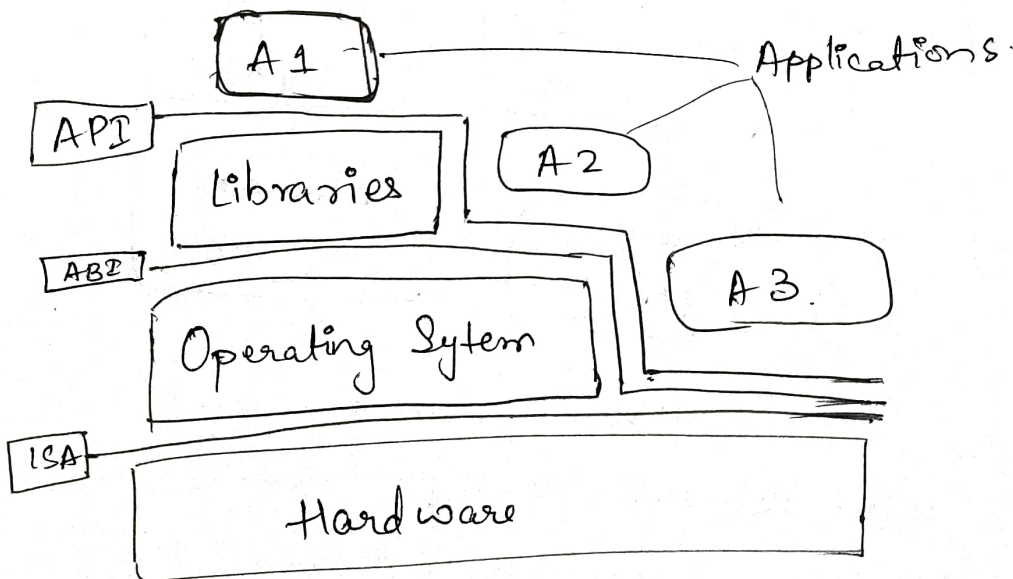 A1
Applications.
API
A2
Libraries
ABI
A3.
Operating Sytem
ISA
Hardware